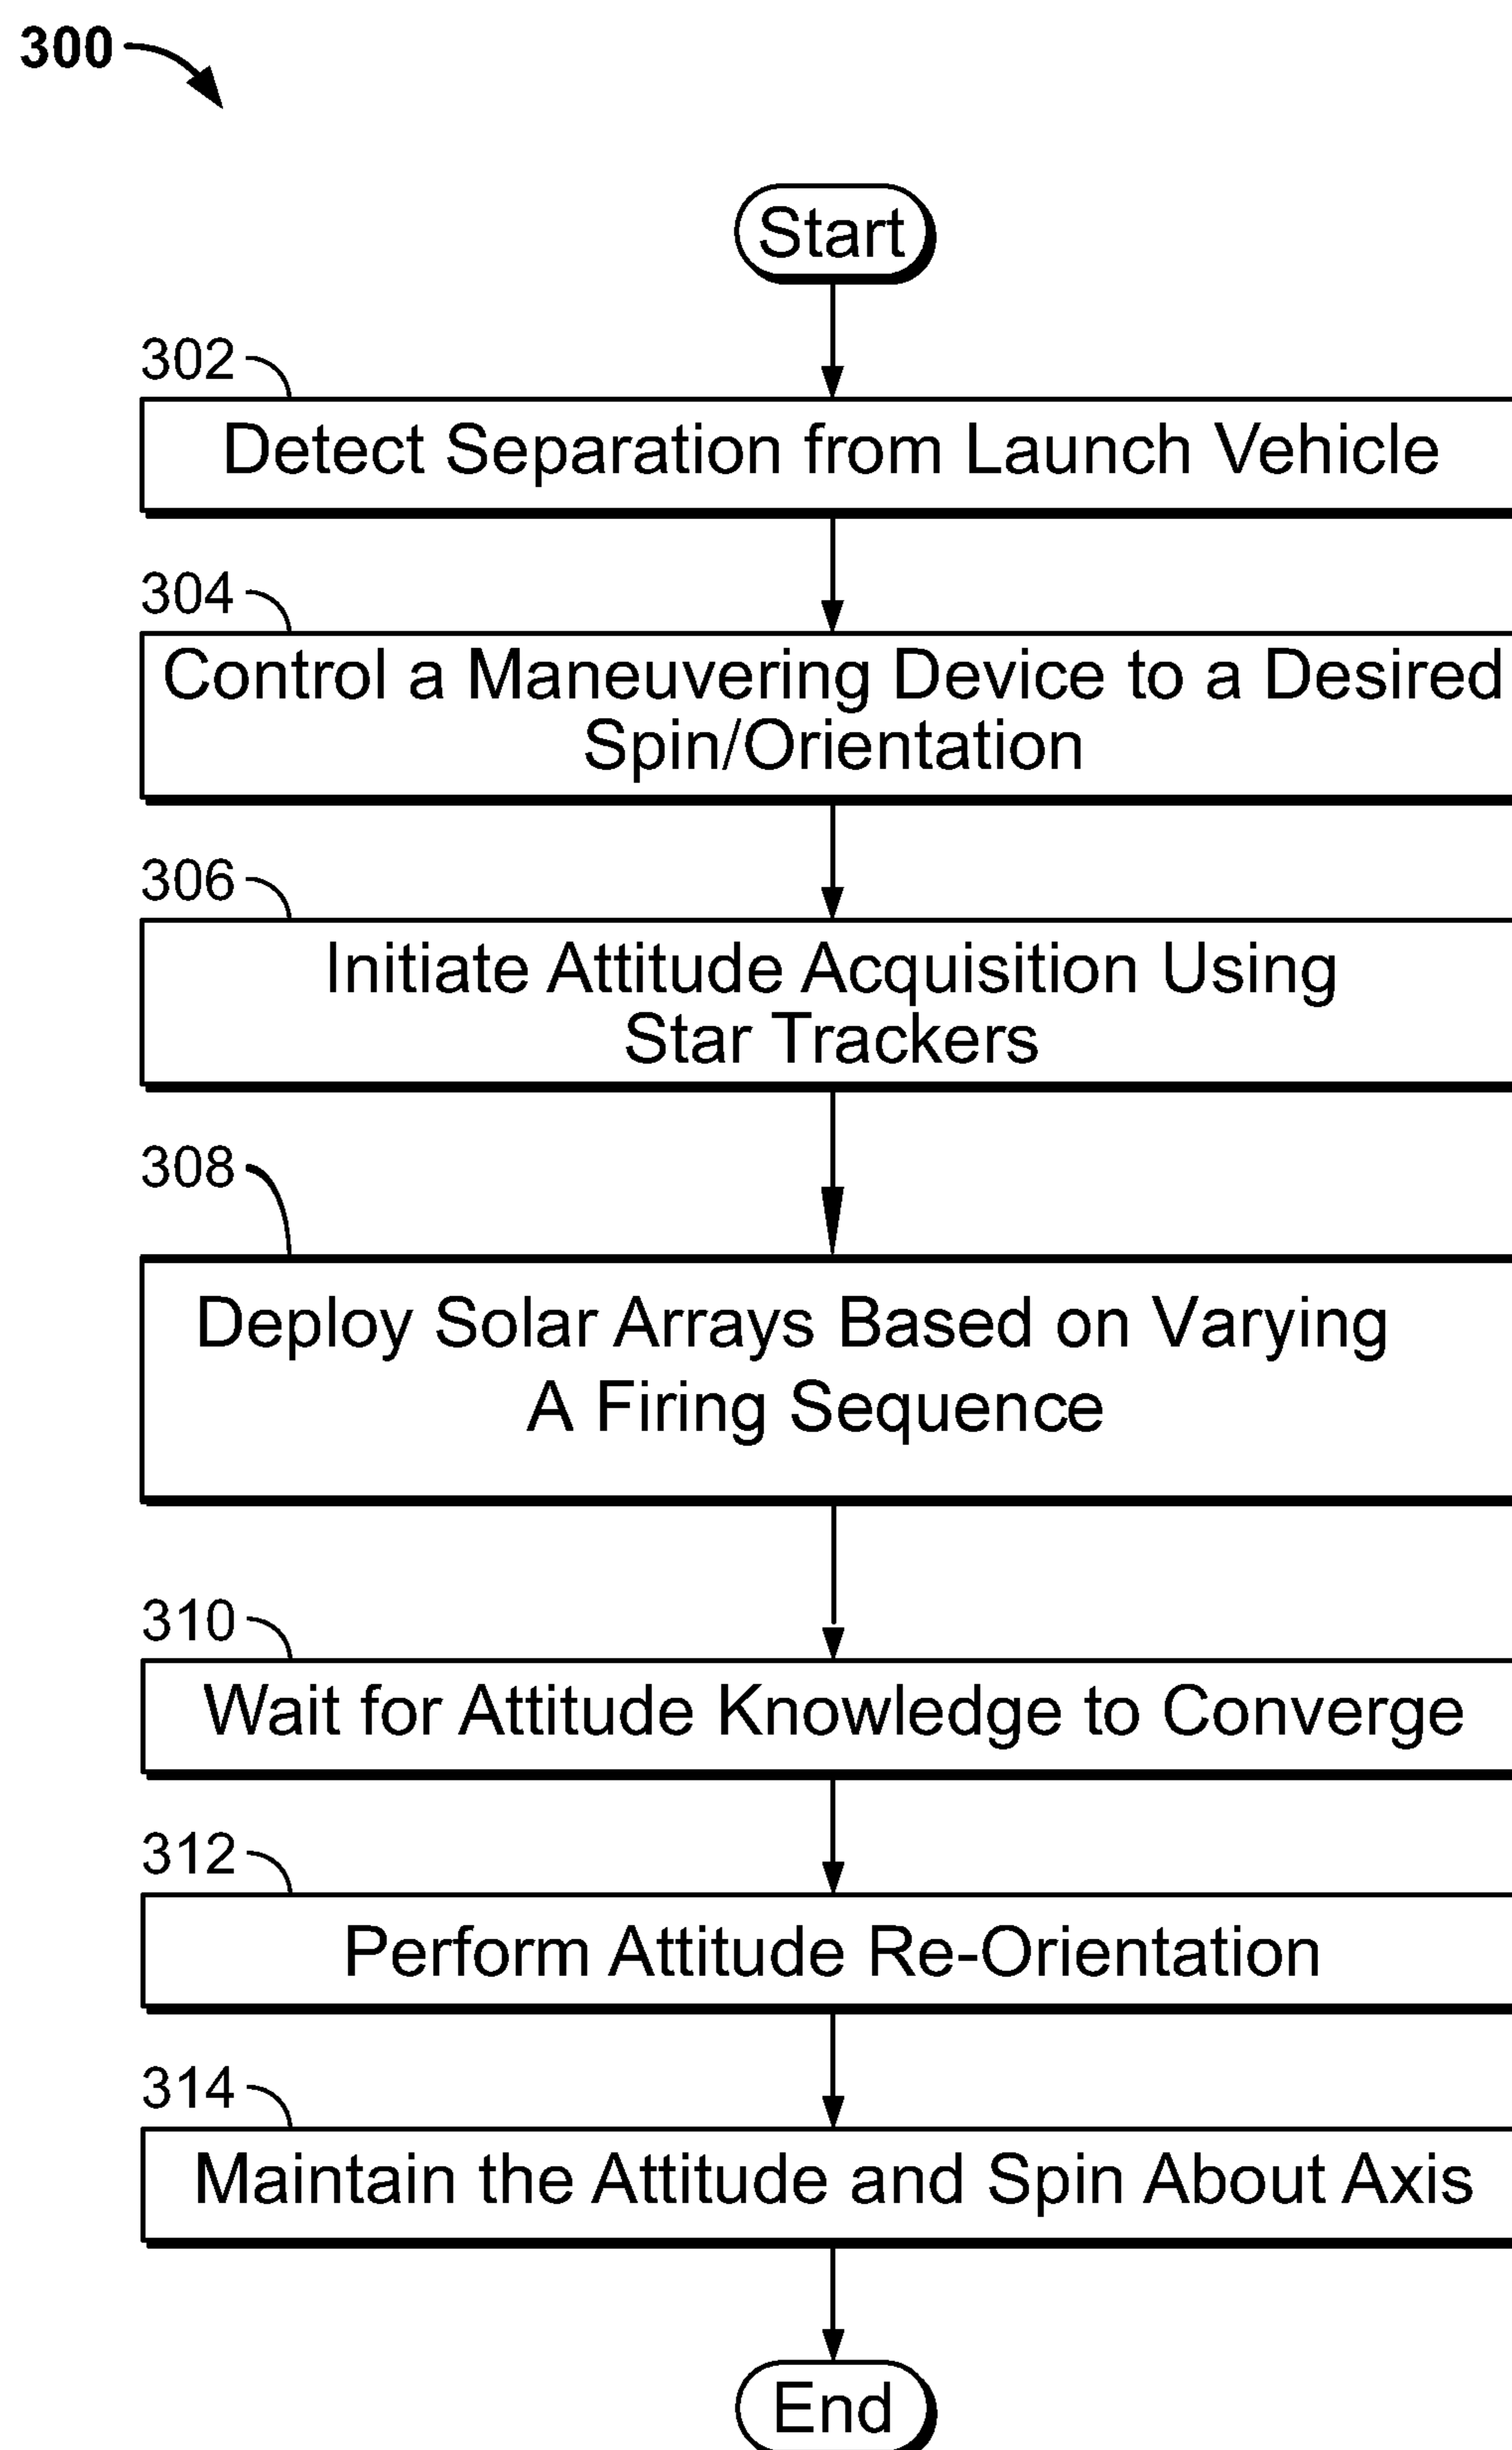 300
Start
302
Detect Separation from Launch Vehicle
304
Control a Maneuvering Device to a Desired
Spin/Orientation
306
Initiate Attitude Acquisition Using
Star Trackers
308
Deploy Solar Arrays Based on Varying
A Firing Sequence
310
Wait for Attitude Knowledge to Converge
312
Perform Attitude Re-Orientation
314
Maintain the Attitude and Spin About Axis
End